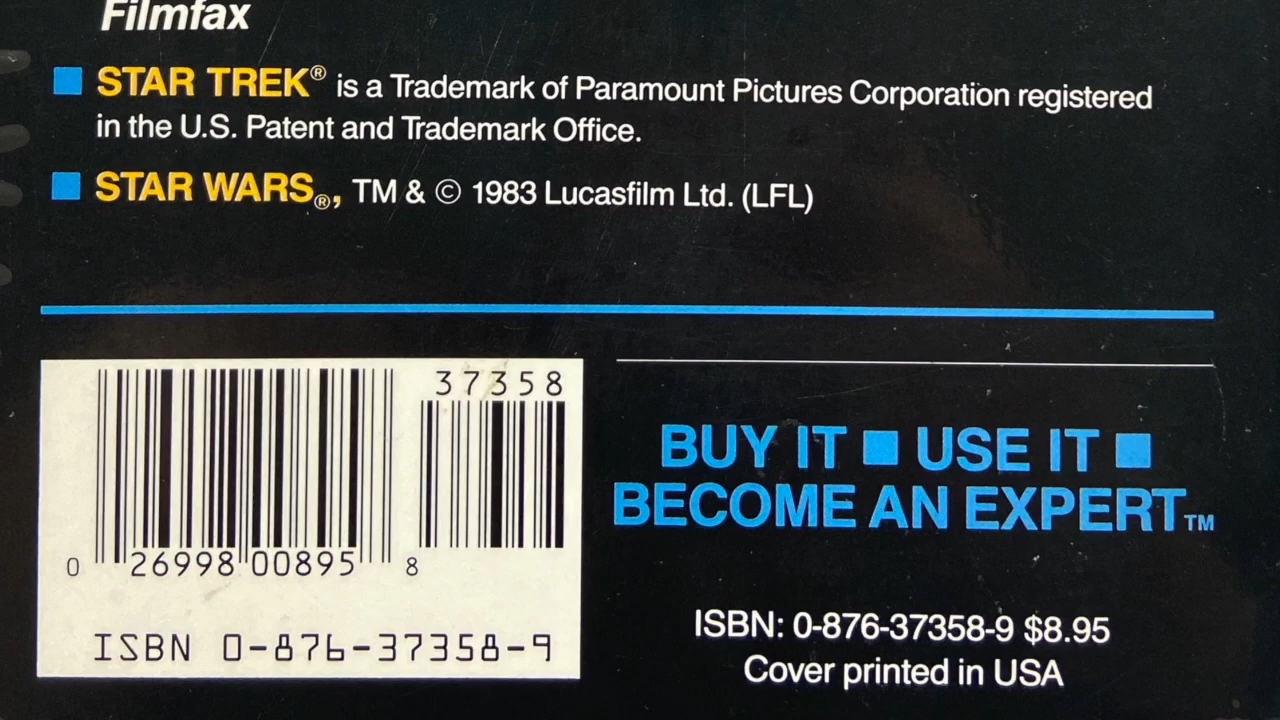 Filmfax
STAR TREK® is a Trademark of Paramount Pictures Corporation registered
in the U.S. Patent and Trademark Office.
STAR WARS®, TM & © 1983 Lucasfilm Ltd. (LFL)
37358
0 26998 00895 8
ISBN 0-876-37358-9
BUY IT ■ USE IT ■
BECOME AN EXPERT™
ISBN: 0-876-37358-9 $8.95
Cover printed in USA